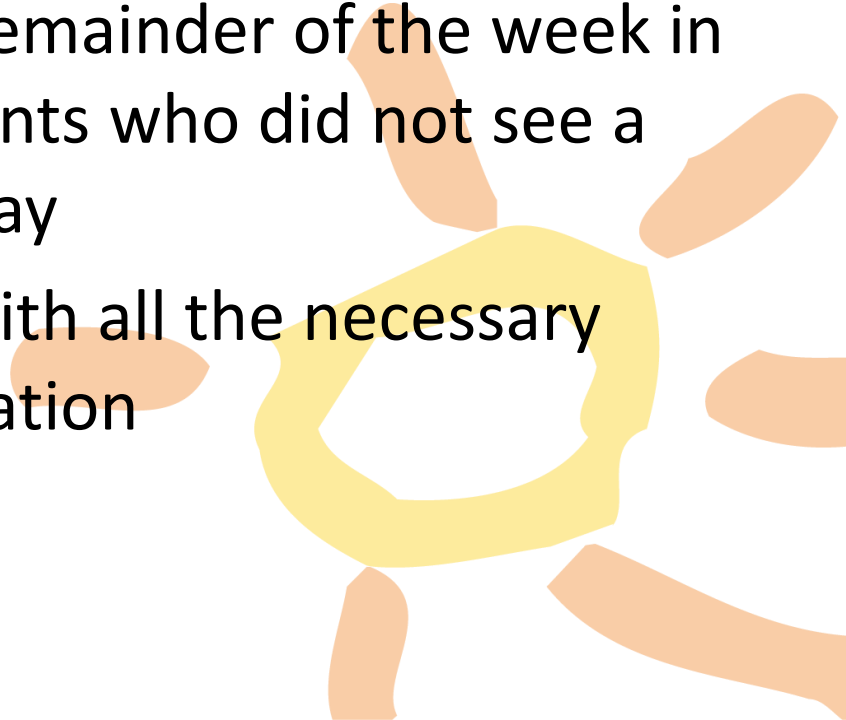 emainder of the week in
nts who did not see a
ay
ith all the necessary
ation